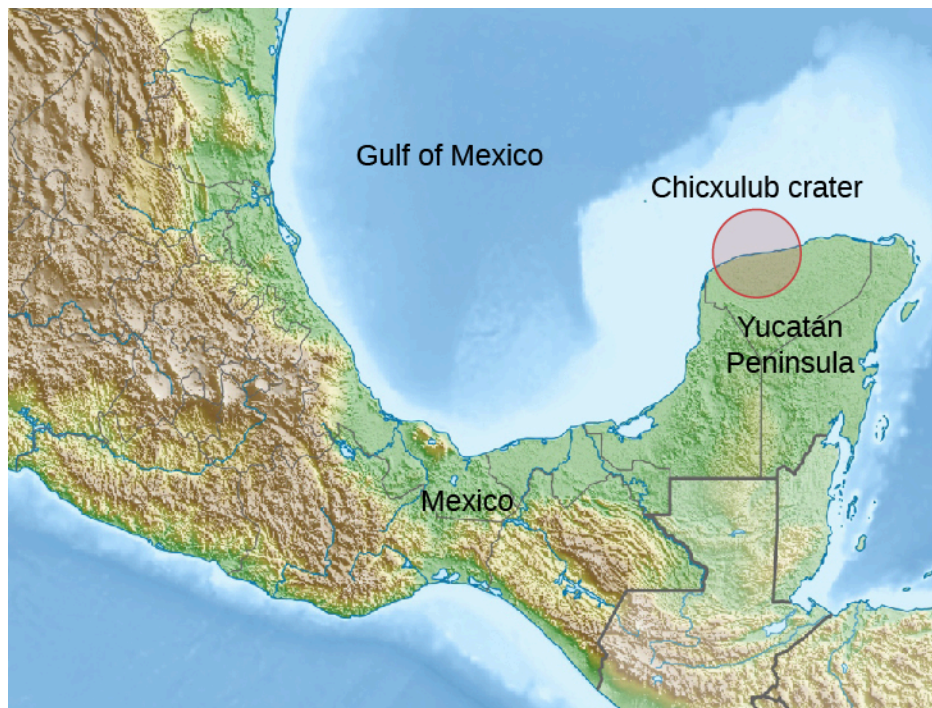 Gulf of Mexico
Chicxulub crater
Yucatán
Peninsula
Mexico